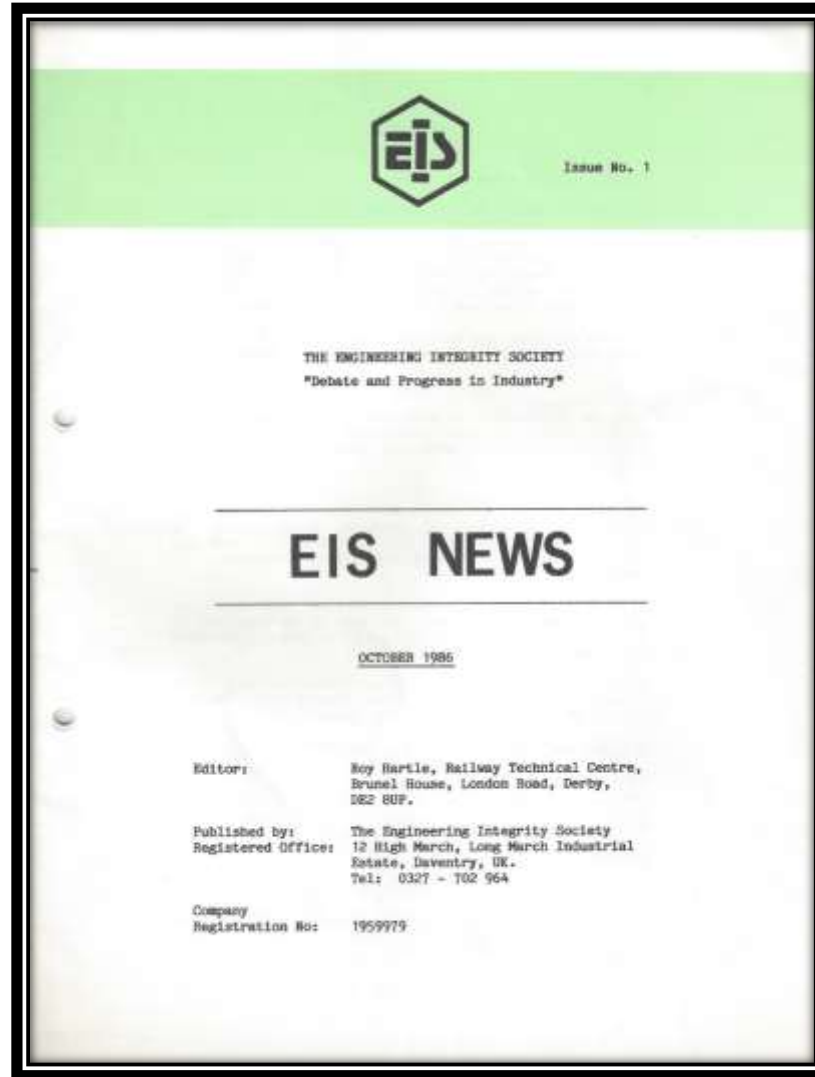 EIS
Issue No. 1
THE ENGINEERING INTEGRITY SOCIETY
"Debate and Progress in Industry"
EIS NEWS
OCTOBER 1986
Editor: Roy Hartle, Railway Technical Centre,
Brunel House, London Road, Derby,
DE2 8UP.
Published by: The Engineering Integrity Society
Registered Office: 12 High March, Long March Industrial
Estate, Daventry, UK.
Tel: 0327 - 702 964
Company
Registration No: 1959979